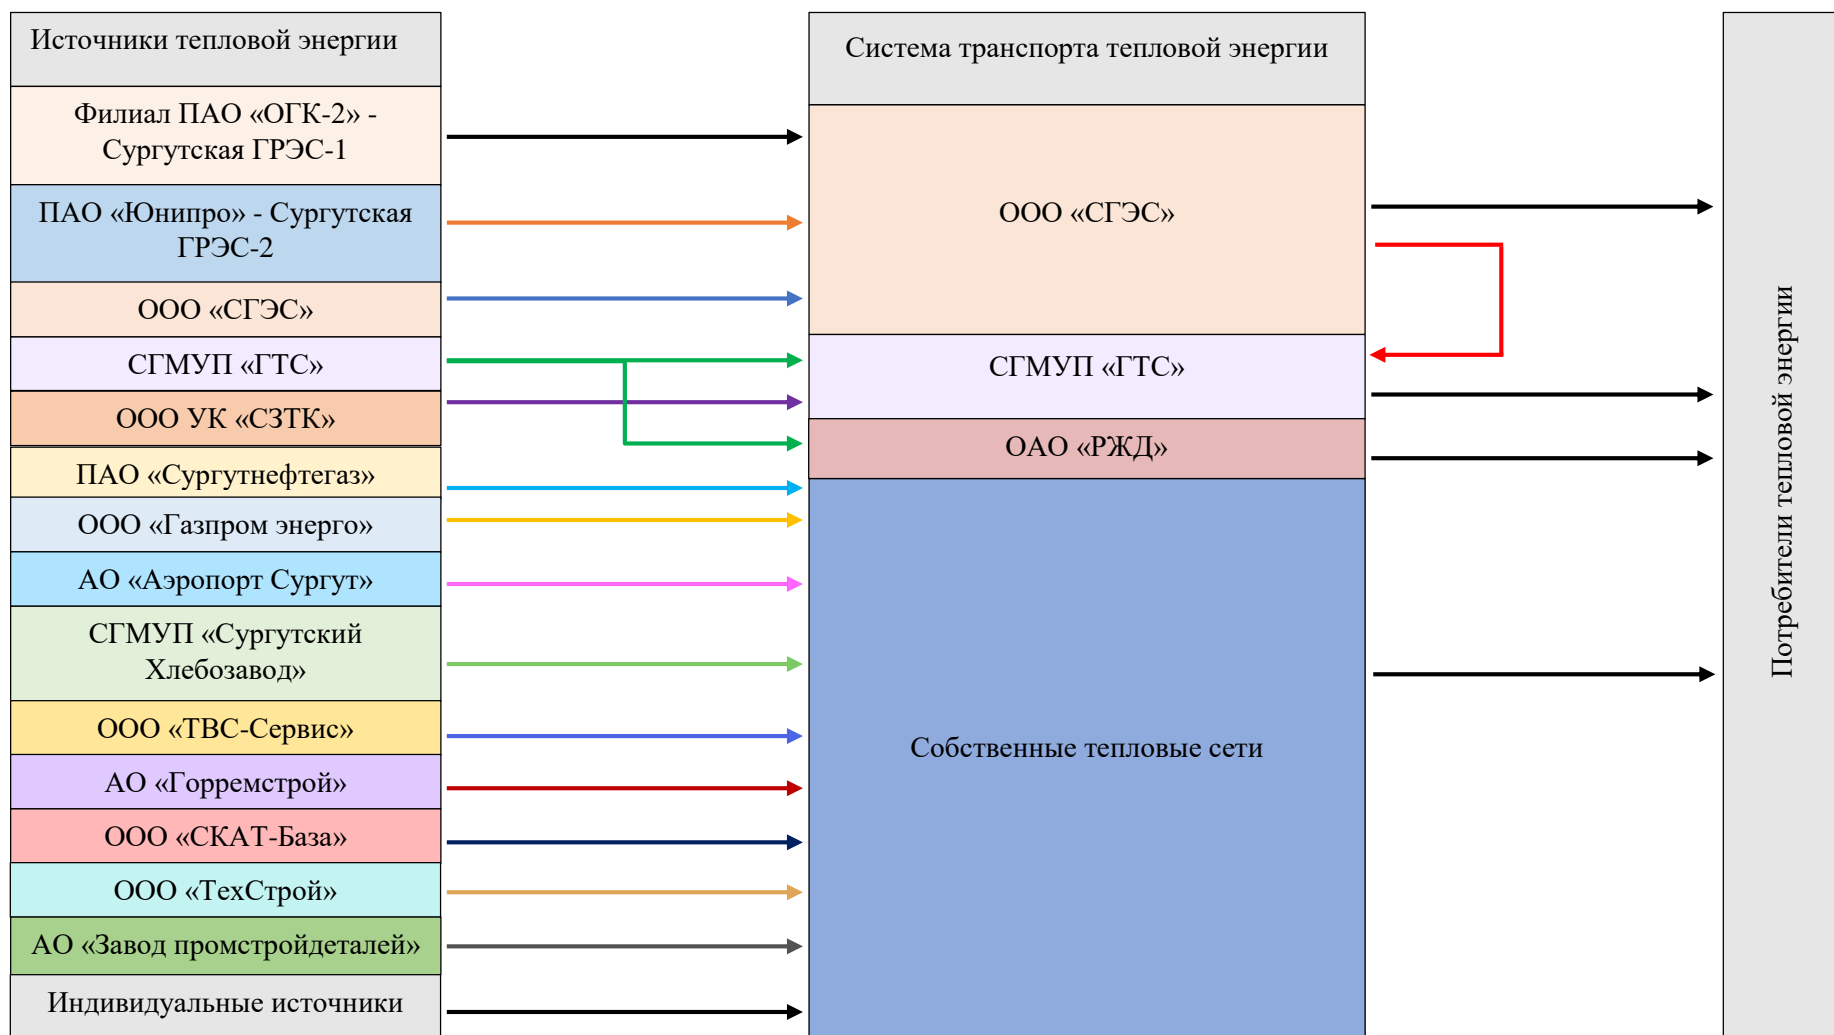 Источники тепловой энергии
Филиал ПАО «ОГК-2» -
Сургутская ГРЭС-1
ПАО «Юнипро» - Сургутская
ГРЭС-2
ООО «СГЭС»
СГМУП «ГТС»
ООО УК «СЗТК»
ПАО «Сургутнефтегаз»
ООО «Газпром энерго»
АО «Аэропорт Сургут»
СГМУП «Сургутский
Хлебозавод»
ООО «ТВС-Сервис»
АО «Горремстрой»
ООО «СКАТ-База»
ООО «ТехСтрой»
АО «Завод промстройдеталей»
Индивидуальные источники
Система транспорта тепловой энергии
ООО «СГЭС»
СГМУП «ГТС»
ОАО «РЖД»
Собственные тепловые сети
Потребители тепловой энергии